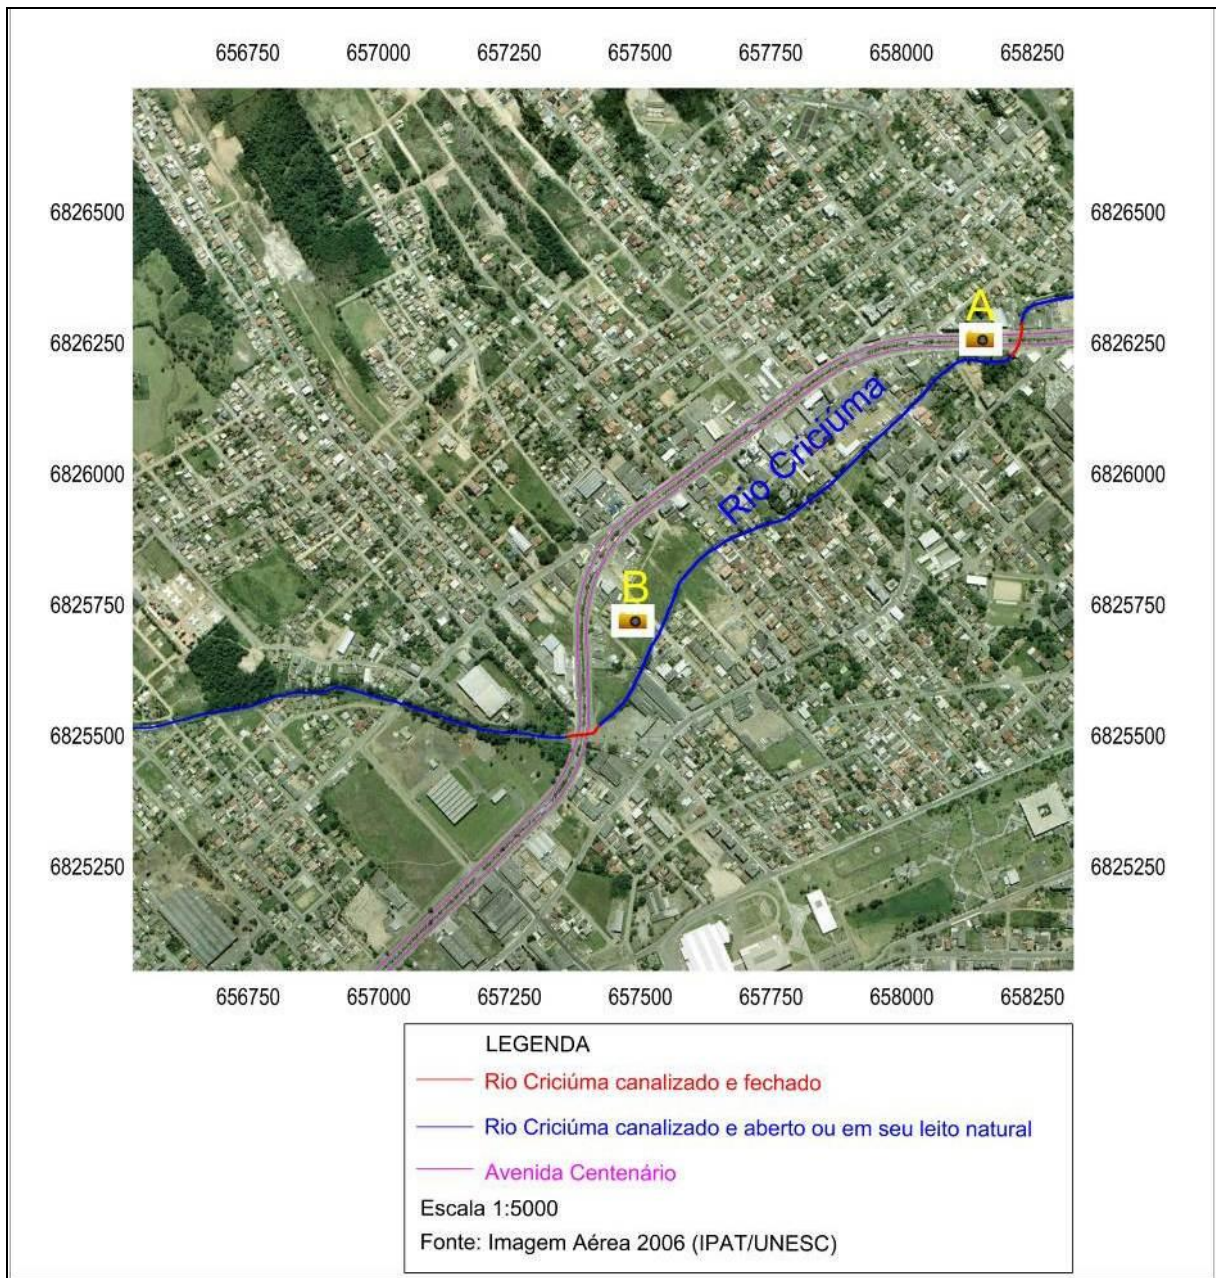 656750 657000 657250 657500 657750 658000 658250
6826500 6826500
A
6826250 6826250
Rio Criciúma
6826000 6826000
B
6825750 6825750
6825500 6825500
6825250 6825250
656750 657000 657250 657500 657750 658000 658250
LEGENDA
Rio Criciúma canalizado e fechado
Rio Criciúma canalizado e aberto ou em seu leito natural
Avenida Centenário
Escala 1:5000
Fonte: Imagem Aérea 2006 (IPAT/UNESC)